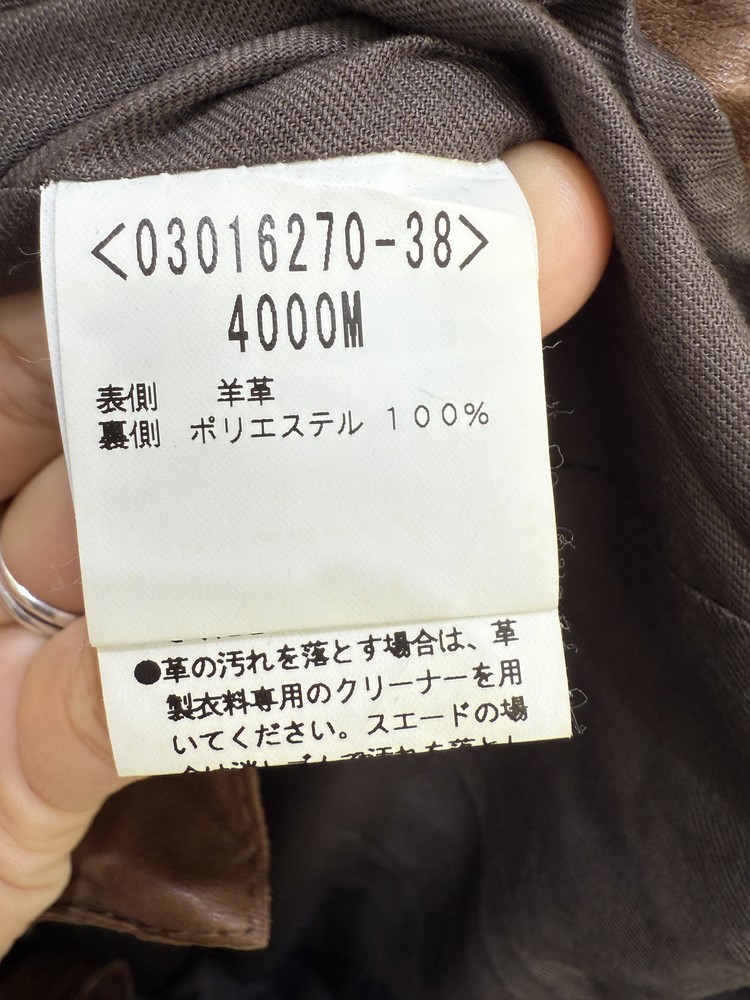 <03016270-38>
4000M
表側 羊革
裏側 ポリエステル 100%
●革の汚れを落とす場合は、革
製衣料専用のクリーナーを用
いてください。スエードの場